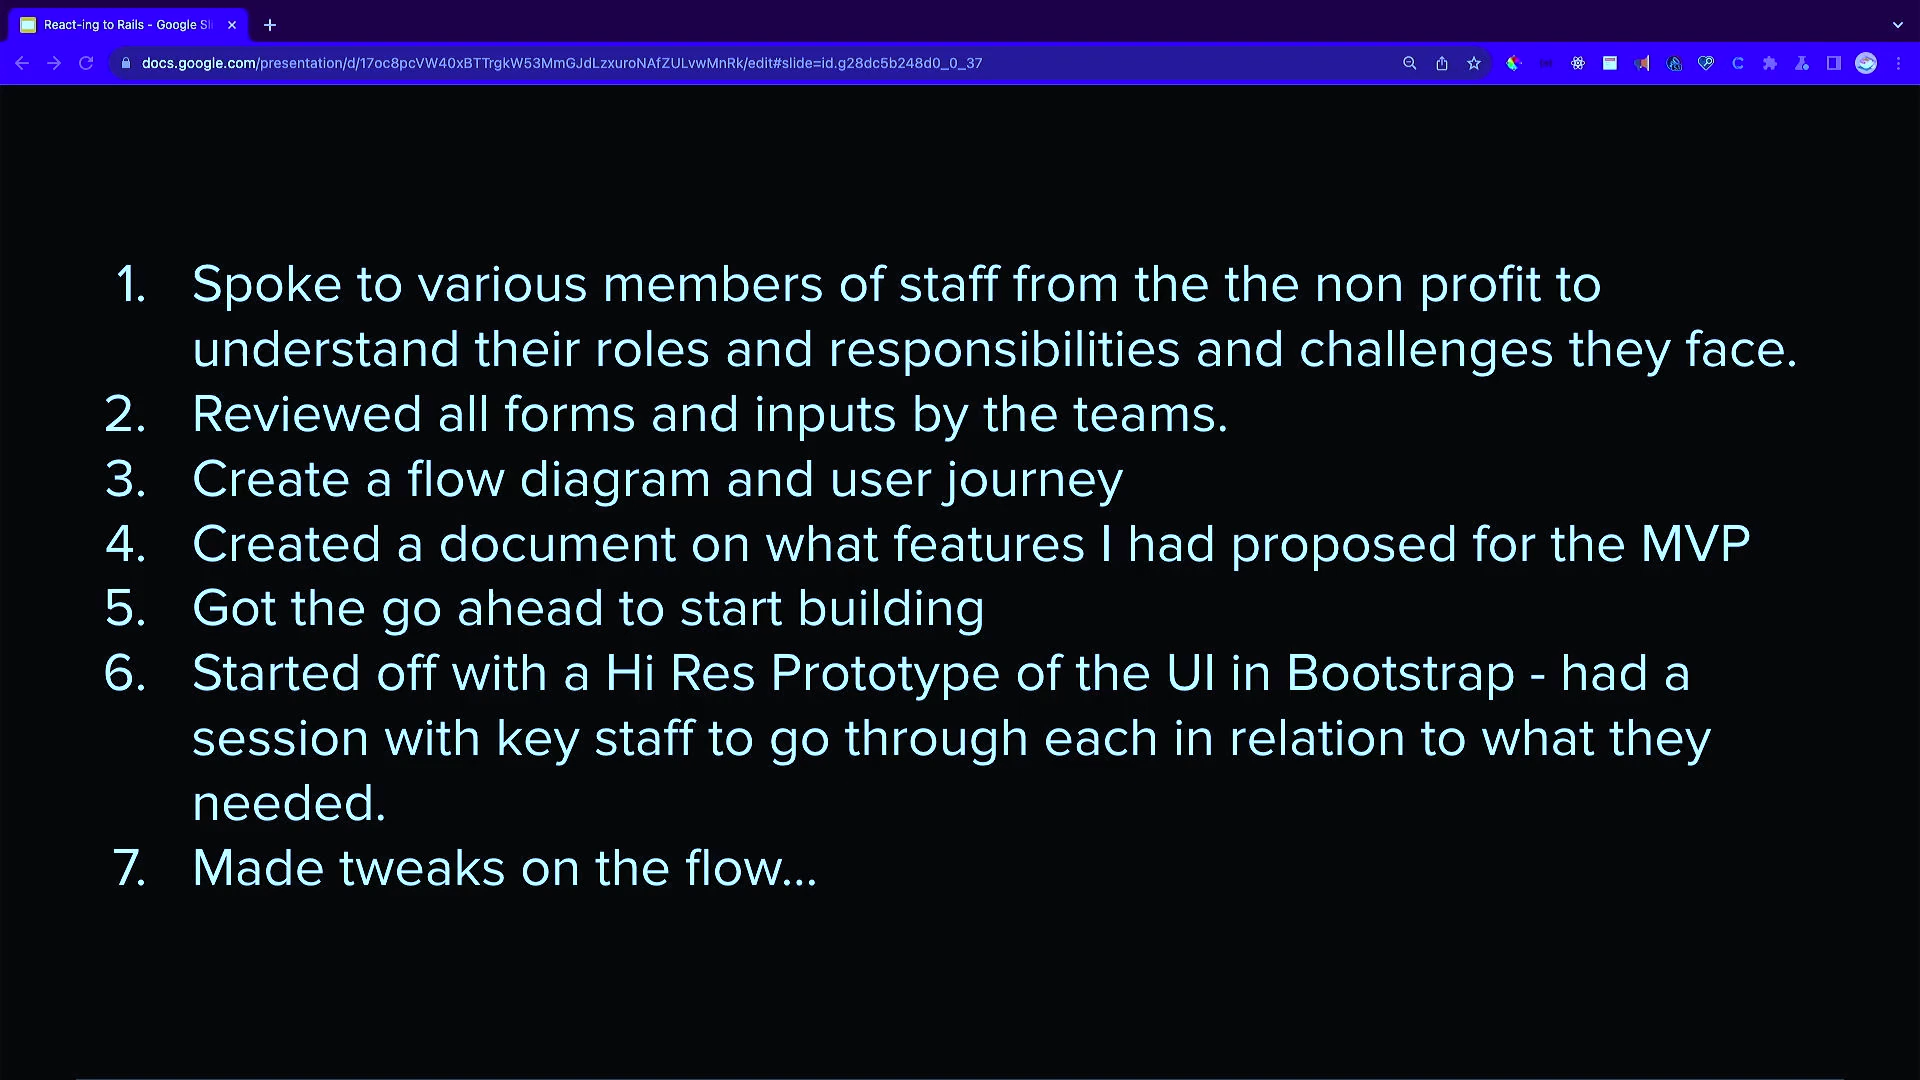 React-ing to Rails - Google Sli
docs.google.com/presentation/d/17oc8pcVW40xBTTrgkW53MmGJdLzxuroNAfZULvwMnRk/edit#slide=id.g28dc5b248d0_0_37
1. Spoke to various members of staff from the the non profit to
understand their roles and responsibilities and challenges they face.
2. Reviewed all forms and inputs by the teams.
3. Create a flow diagram and user journey
4. Created a document on what features I had proposed for the MVP
5. Got the go ahead to start building
6. Started off with a Hi Res Prototype of the UI in Bootstrap - had a
session with key staff to go through each in relation to what they
needed.
7. Made tweaks on the flow...